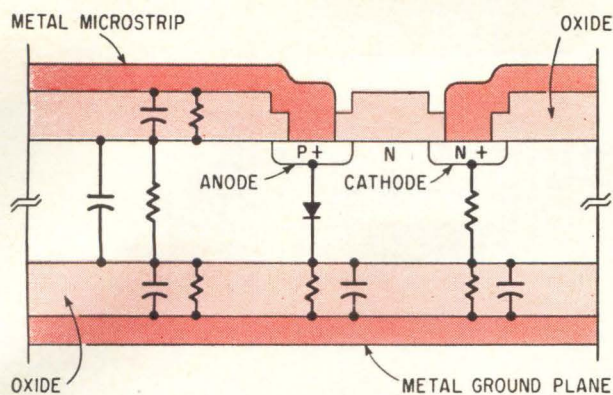 METAL MICROSTRIP
OXIDE
P+
N
N+
ANODE
CATHODE
OXIDE
METAL GROUND PLANE